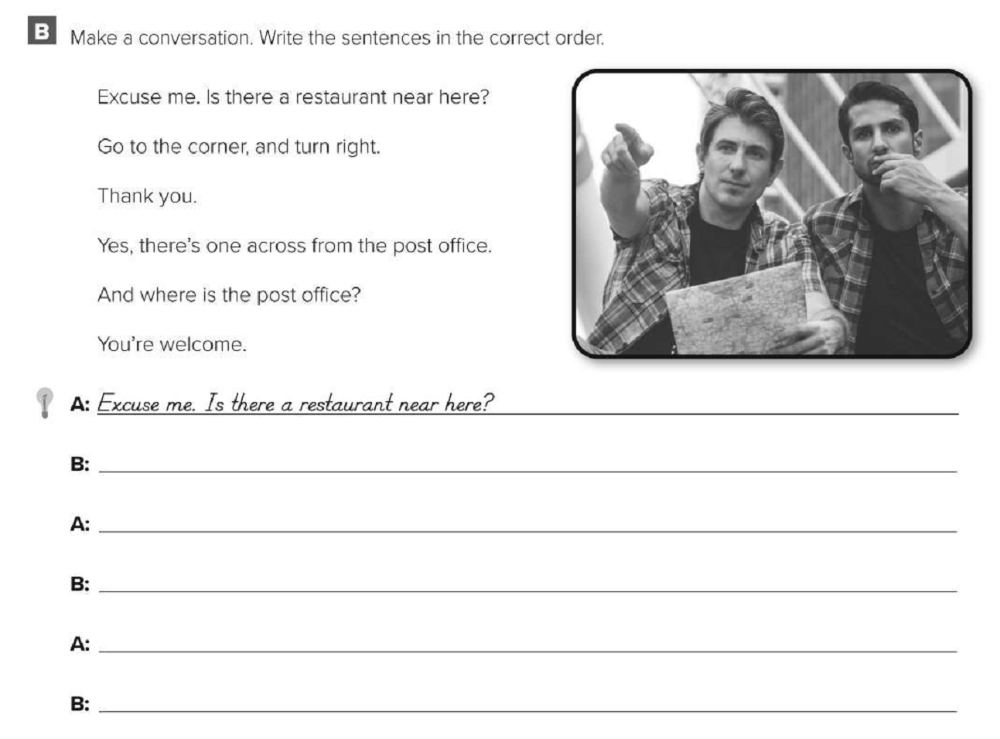 B Make a conversation. Write the sentences in the correct order.
Excuse me. Is there a restaurant near here?
Go to the corner, and turn right.
Thank you.
Yes, there's one across from the post office.
And where is the post office?
You're welcome.
A: Excuse me. Is there a restaurant near here?
B:
A:
B:
A:
B: